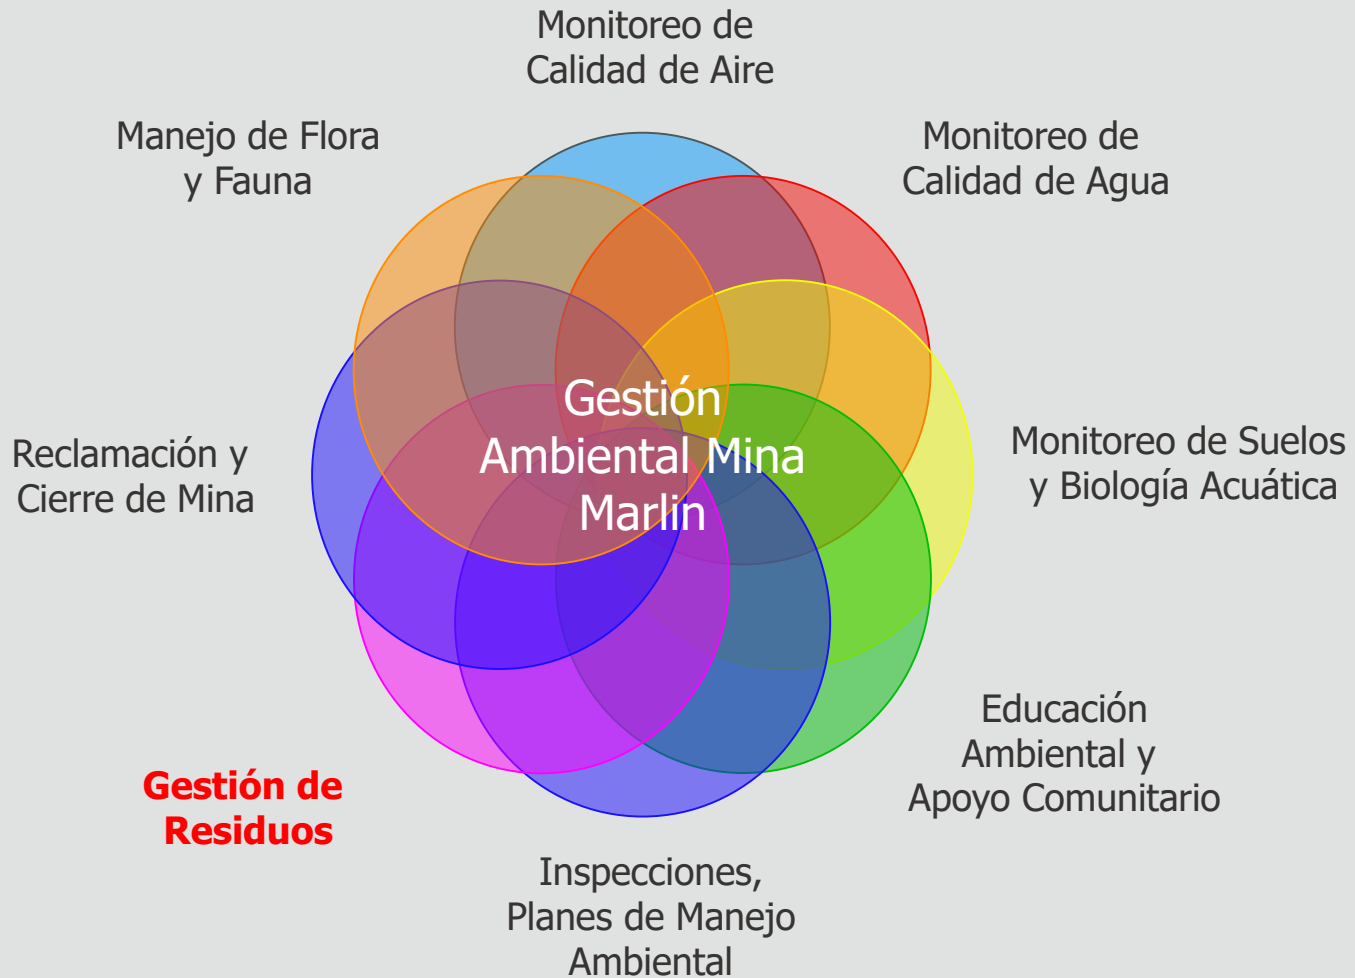 Monitoreo de
Calidad de Aire
Manejo de Flora
y Fauna
Monitoreo de
Calidad de Agua
Gestión
Ambiental Mina
Marlin
Reclamación y
Cierre de Mina
Monitoreo de Suelos
y Biología Acuática
Educación
Ambiental y
Apoyo Comunitario
Gestión de
Residuos
Inspecciones,
Planes de Manejo
Ambiental